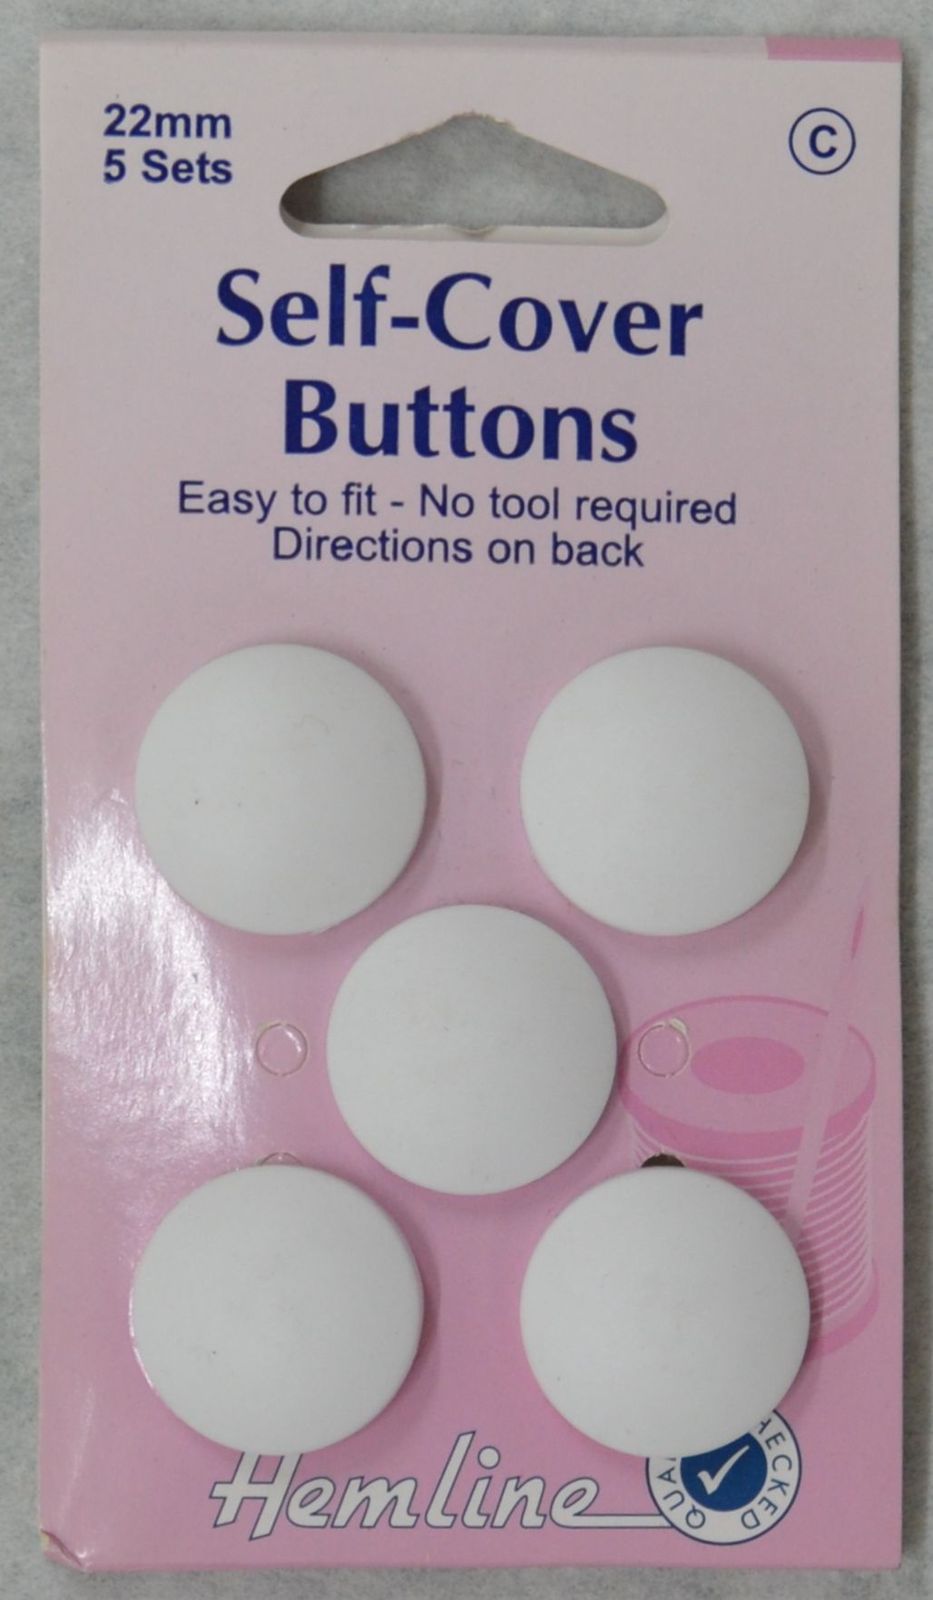 22mm
5 Sets
C
Self-Cover
Buttons
Easy to fit - No tool required
Directions on back
Hemline